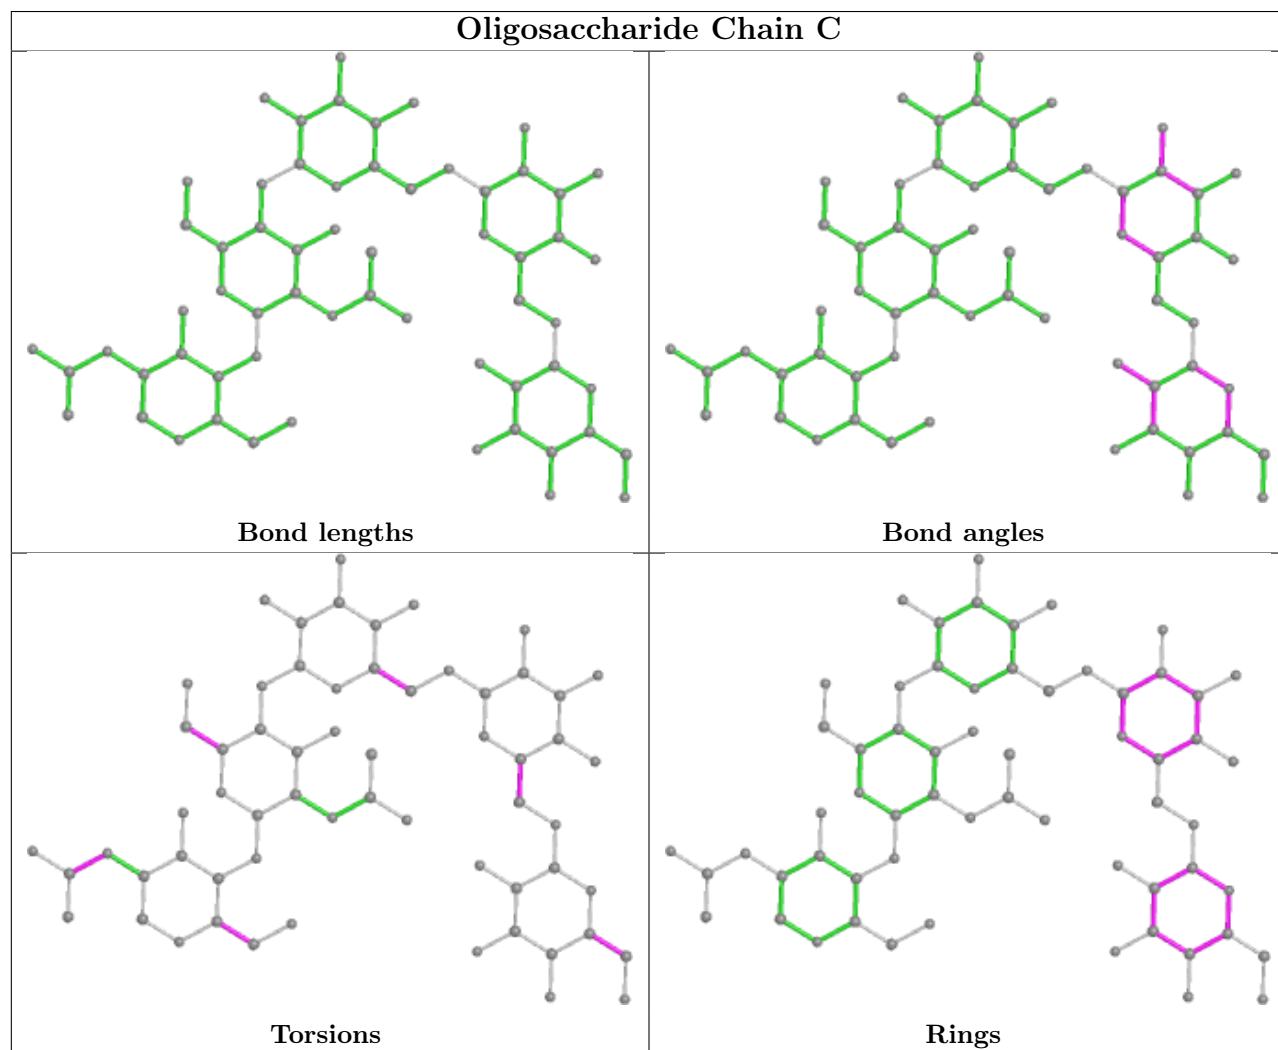 Oligosaccharide Chain C
Bond lengths
Bond angles
Torsions
Rings